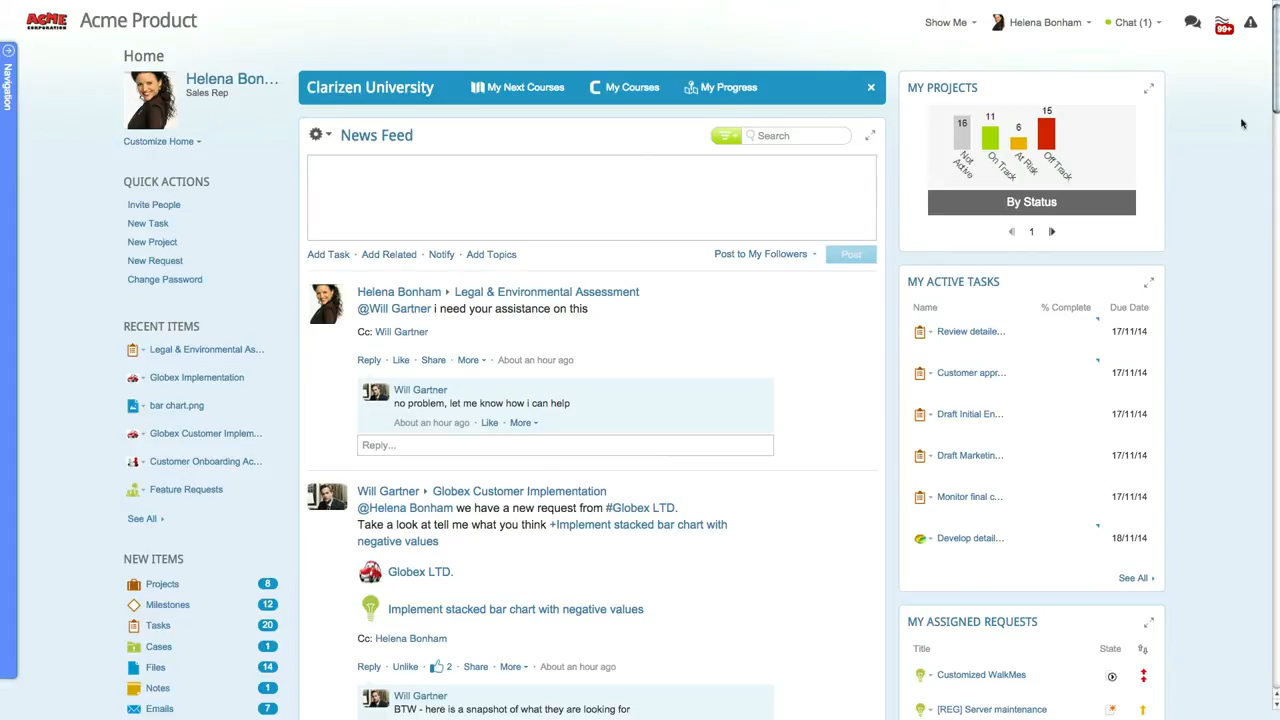 ACME
CORPORATION
Acme Product
Show Me
Helena Bonham
Chat (1)
99+
Navigation
Home
Helena Bon...
Sales Rep
Customize Home
QUICK ACTIONS
Invite People
New Task
New Project
New Request
Change Password
RECENT ITEMS
Legal & Environmental As...
Globex Implementation
bar chart.png
Globex Customer Implem...
Customer Onboarding Ac...
Feature Requests
See All
NEW ITEMS
Projects 8
Milestones 12
Tasks 20
Cases 1
Files 14
Notes 1
Emails 7
Clarizen University
My Next Courses
My Courses
My Progress
News Feed
Search
Add Task · Add Related · Notify · Add Topics
Post to My Followers
Post
Helena Bonham Legal & Environmental Assessment
@Will Gartner i need your assistance on this
Cc: Will Gartner
Reply · Like · Share · More · About an hour ago
Will Gartner
no problem, let me know how i can help
About an hour ago · Like · More
Reply...
Will Gartner Globex Customer Implementation
@Helena Bonham we have a new request from #Globex LTD.
Take a look at tell me what you think +Implement stacked bar chart with
negative values
Globex LTD.
Implement stacked bar chart with negative values
Cc: Helena Bonham
Reply · Unlike · 2 · Share · More · About an hour ago
Will Gartner
BTW - here is a snapshot of what they are looking for
MY PROJECTS
16 11 6 15
Not Active
On Track
At Risk
Off Track
By Status
1
MY ACTIVE TASKS
Name % Complete Due Date
Review detaile... 17/11/14
Customer appr... 17/11/14
Draft Initial En... 17/11/14
Draft Marketin... 17/11/14
Monitor final c... 17/11/14
Develop detail... 18/11/14
See All
MY ASSIGNED REQUESTS
Title State
Customized WalkMes
[REG] Server maintenance